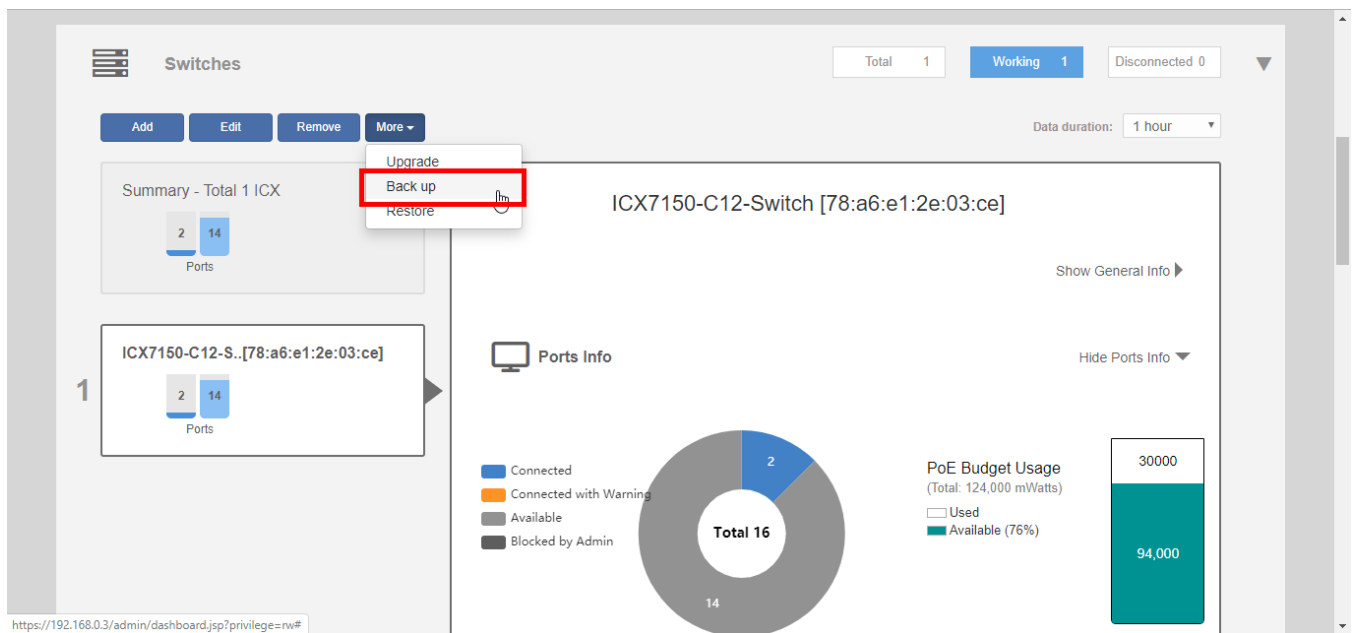 Switches
Total 1
Working 1
Disconnected 0
Add
Edit
Remove
More
Data duration:
1 hour
Upgrade
Back up
Restore
Summary - Total 1 ICX
2
14
Ports
ICX7150-C12-Switch [78:a6:e1:2e:03:ce]
Show General Info
1
ICX7150-C12-S..[78:a6:e1:2e:03:ce]
2
14
Ports
Ports Info
Hide Ports Info
Connected
Connected with Warning
Available
Blocked by Admin
2
Total 16
14
PoE Budget Usage
(Total: 124,000 mWatts)
Used
Available (76%)
30000
94,000
https://192.168.0.3/admin/dashboard.jsp?privilege=rw#